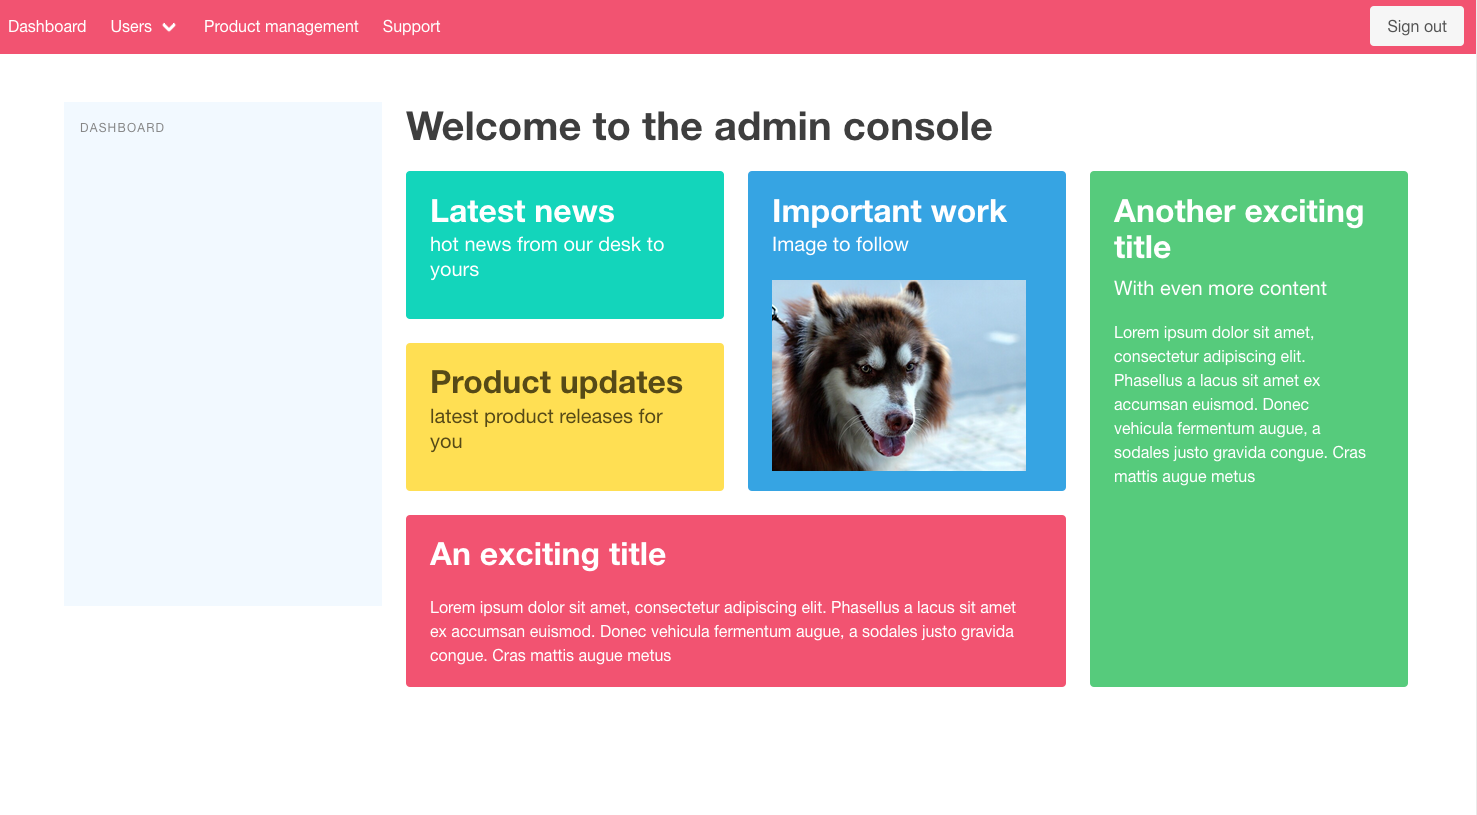 Dashboard Users Product management Support Sign out
DASHBOARD
Welcome to the admin console
Latest news
hot news from our desk to
yours
Product updates
latest product releases for
you
Important work
Image to follow
Another exciting
title
With even more content
Lorem ipsum dolor sit amet,
consectetur adipiscing elit.
Phasellus a lacus sit amet ex
accumsan euismod. Donec
vehicula fermentum augue, a
sodales justo gravida congue. Cras
mattis augue metus
An exciting title
Lorem ipsum dolor sit amet, consectetur adipiscing elit. Phasellus a lacus sit amet
ex accumsan euismod. Donec vehicula fermentum augue, a sodales justo gravida
congue. Cras mattis augue metus